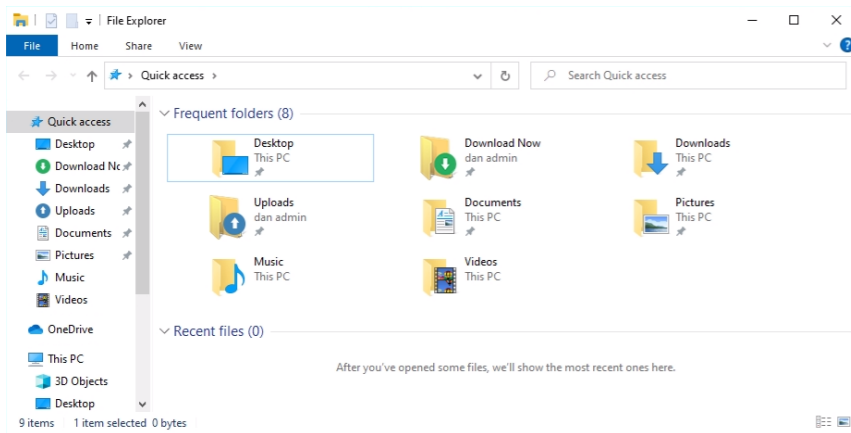 File Explorer
File Home Share View
Quick access
Search Quick access
Quick access
Desktop
Download Nc
Downloads
Uploads
Documents
Pictures
Music
Videos
OneDrive
This PC
3D Objects
Desktop
Frequent folders (8)
Desktop
This PC
Download Now
dan admin
Downloads
This PC
Uploads
dan admin
Documents
This PC
Pictures
This PC
Music
This PC
Videos
This PC
Recent files (0)
After you've opened some files, we'll show the most recent ones here.
9 items 1 item selected 0 bytes